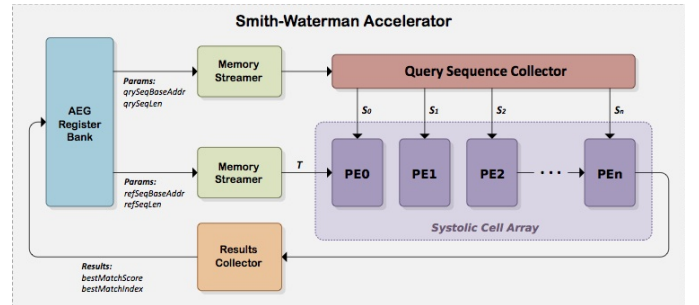 Smith-Waterman Accelerator
AEG
Register
Bank
Params:
qrySeqBaseAddr
qrySeqLen
Memory
Streamer
Query Sequence Collector
S0
S1
S2
Sn
Params:
refSeqBaseAddr
refSeqLen
Memory
Streamer
T
PE0
PE1
PE2
• • •
PEn
Systolic Cell Array
Results
Collector
Results:
bestMatchScore
bestMatchIndex